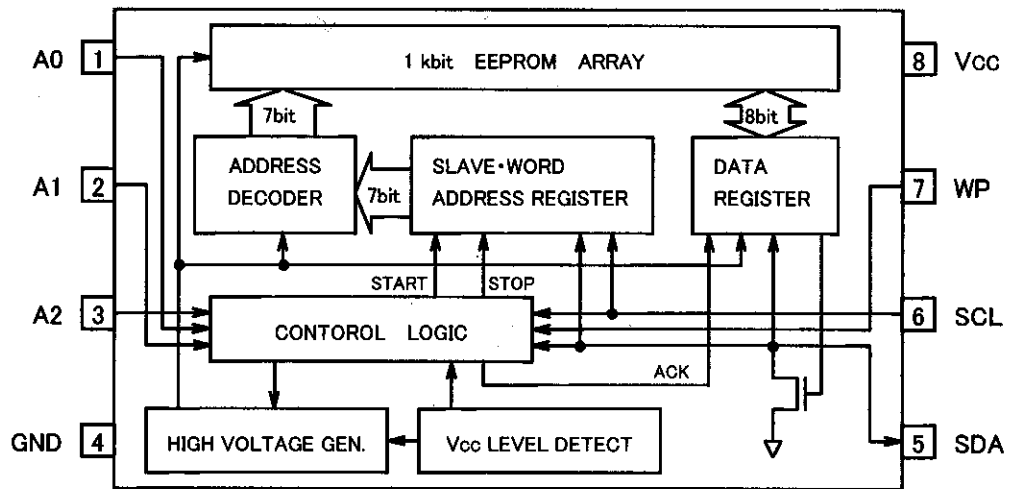 A0 1
1 kbit EEPROM ARRAY
8 Vcc
7bit
8bit
A1 2
ADDRESS
DECODER
7bit
SLAVE・WORD
ADDRESS REGISTER
DATA
REGISTER
7 WP
START
STOP
A2 3
CONTOROL LOGIC
6 SCL
ACK
GND 4
HIGH VOLTAGE GEN.
Vcc LEVEL DETECT
5 SDA